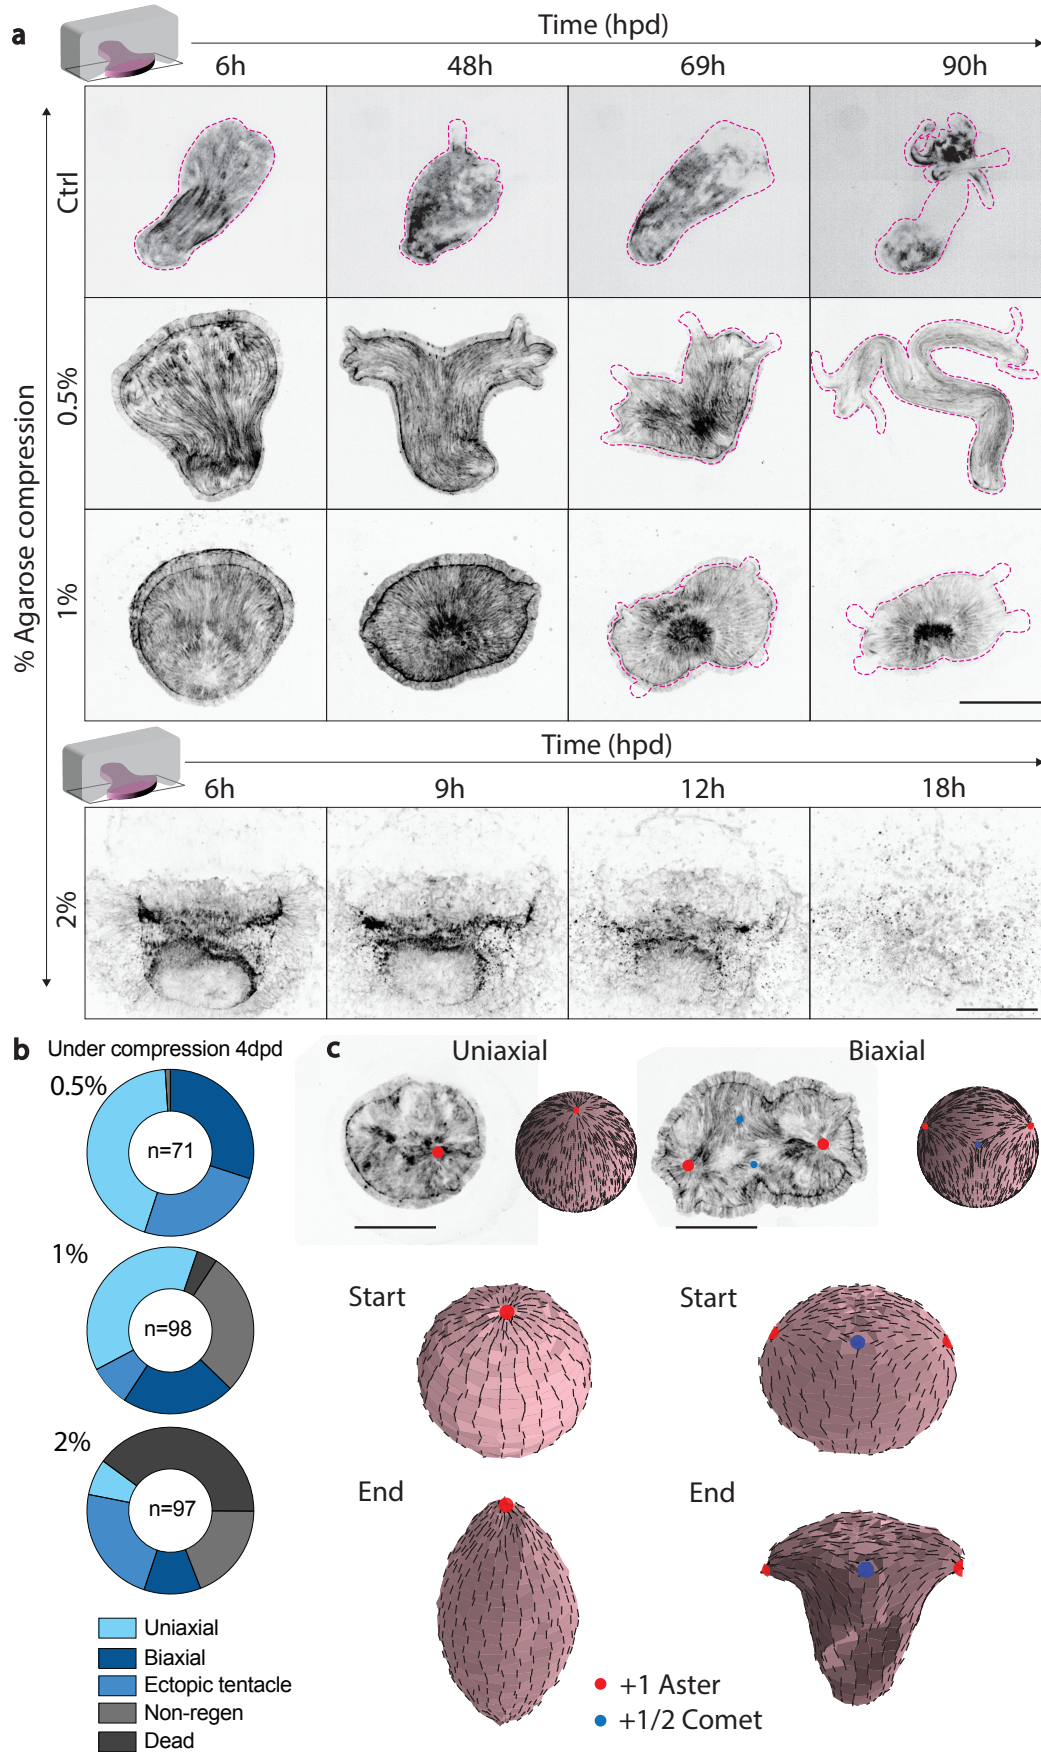 a
Time (hpd)
6h 48h 69h 90h
% Agarose compression
Ctrl
0.5%
1%
Time (hpd)
6h 9h 12h 18h
2%
b
Under compression 4dpd
0.5%
n=71
1%
n=98
2%
n=97
Uniaxial
Biaxial
Ectopic tentacle
Non-regen
Dead
c
Uniaxial Biaxial
Start Start
End End
+1 Aster
+1/2 Comet